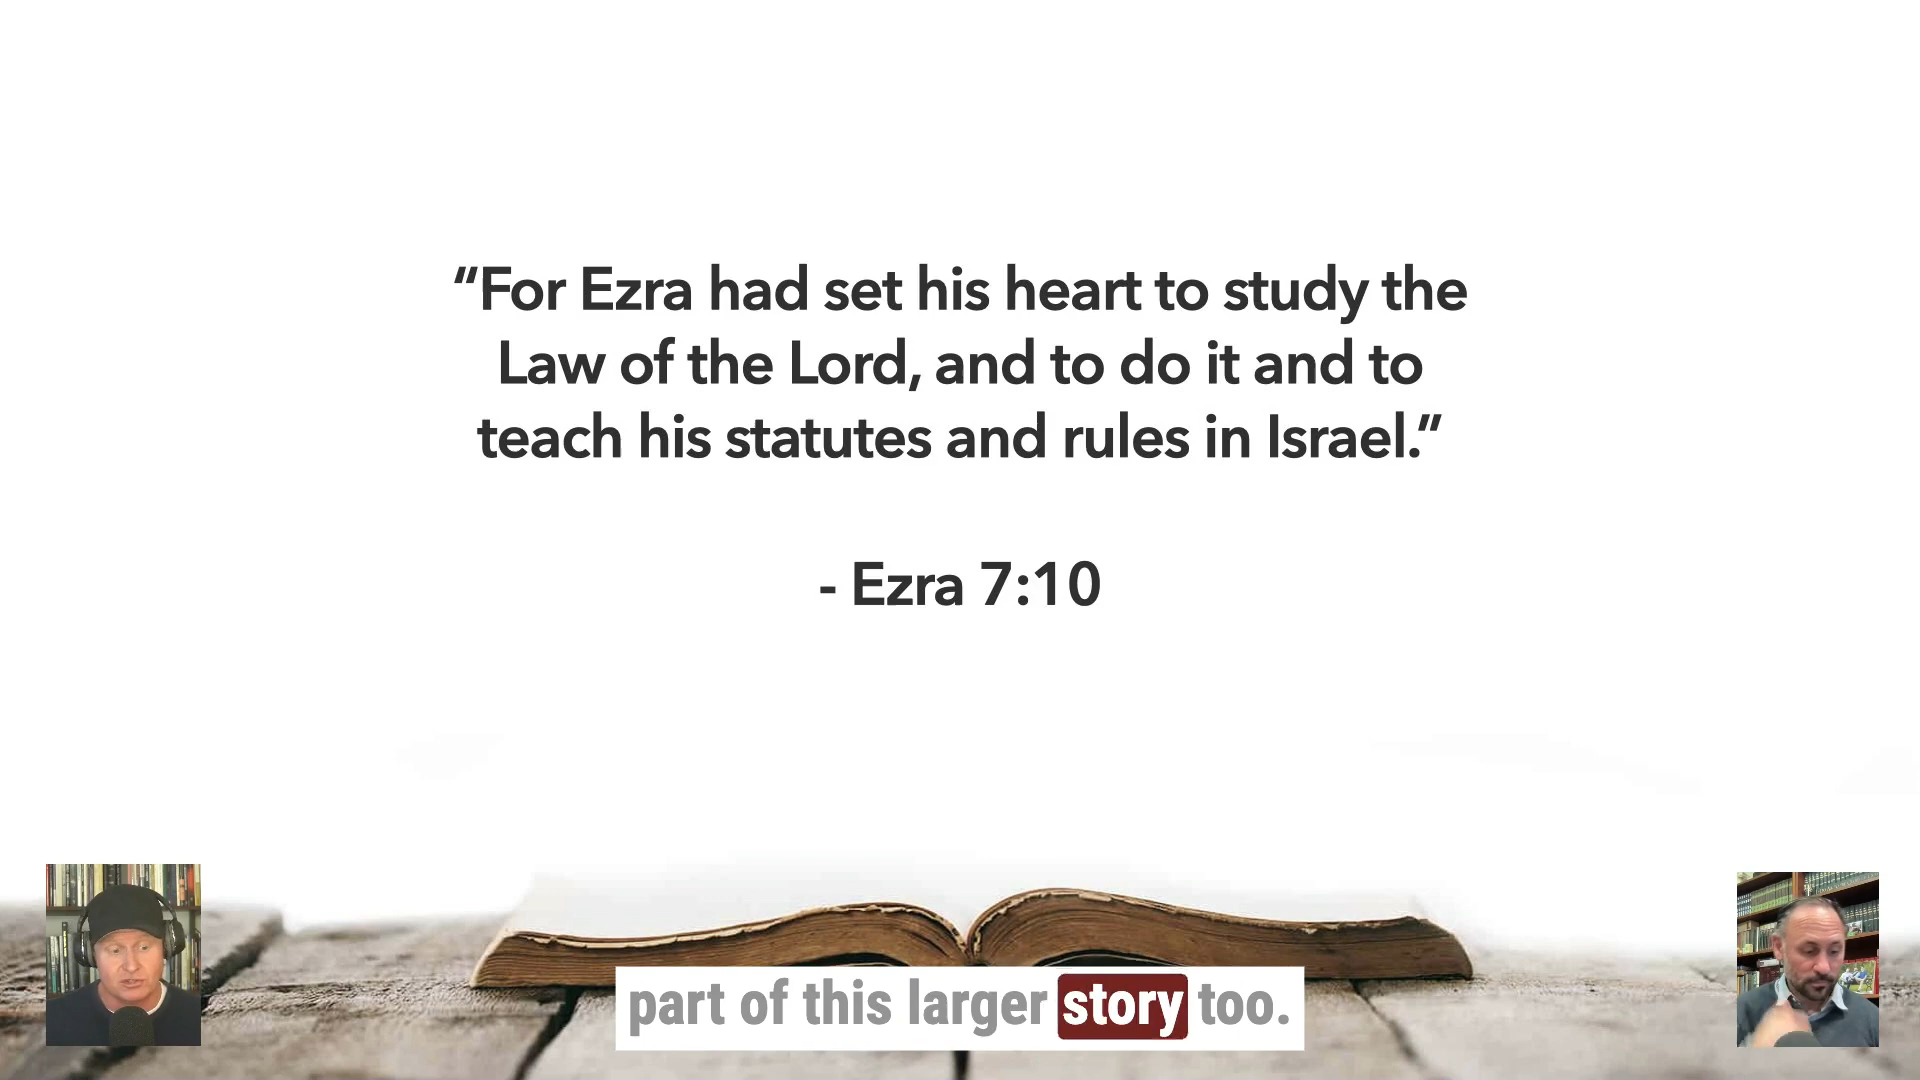 “For Ezra had set his heart to study the
Law of the Lord, and to do it and to
teach his statutes and rules in Israel.”
- Ezra 7:10
part of this larger story too.